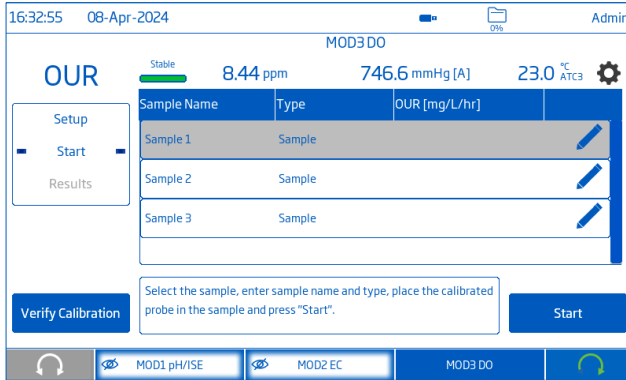 16:32:55 08-Apr-2024 0% Admin
MOD3 DO
OUR Stable 8.44 ppm 746.6 mmHg [A] 23.0 °C ATC3
Sample Name Type OUR [mg/L/hr]
Setup
Sample 1 Sample
Start
Sample 2 Sample
Results
Sample 3 Sample
Select the sample, enter sample name and type, place the calibrated
probe in the sample and press "Start".
Verify Calibration
Start
MOD1 pH/ISE MOD2 EC MOD3 DO